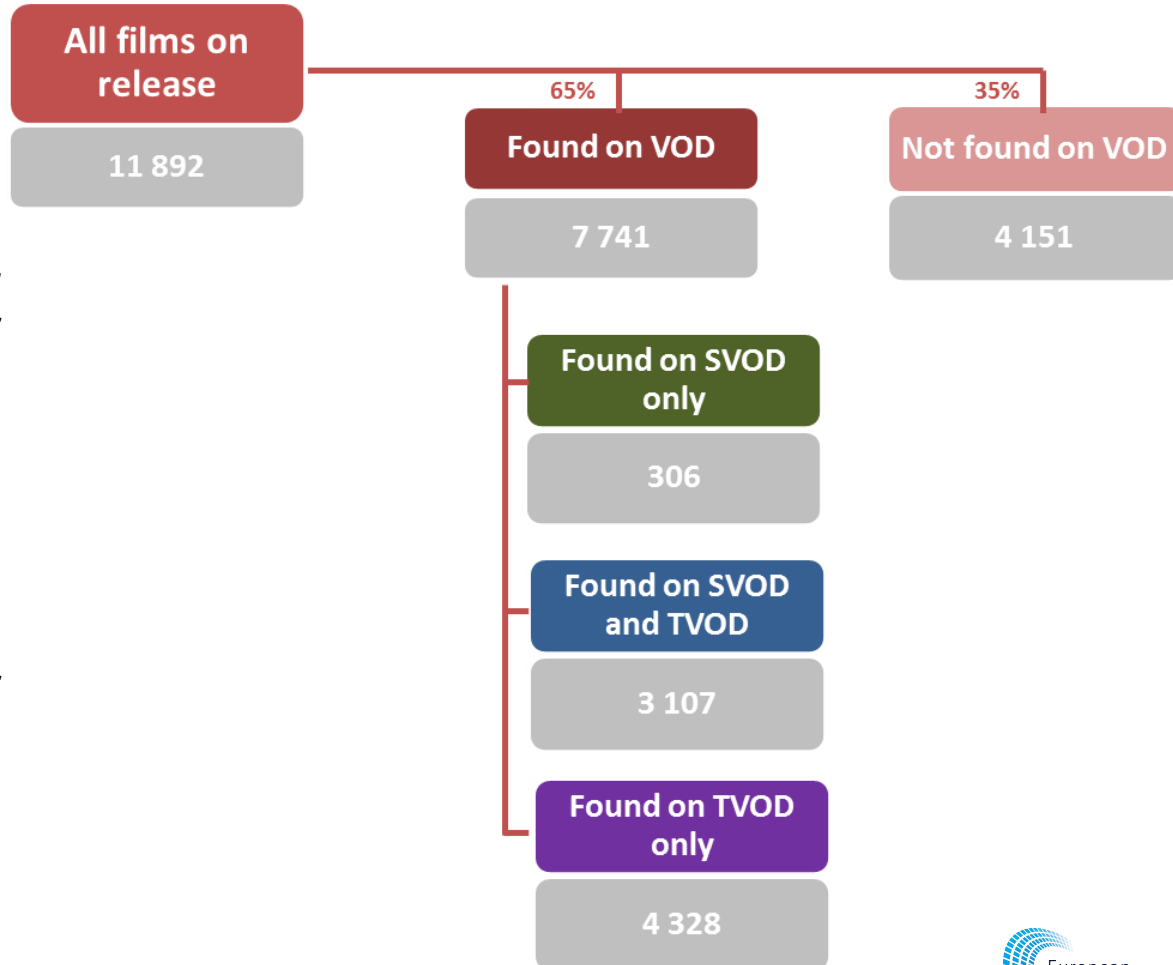 All films on
release
11 892
65%
35%
Found on VOD
Not found on VOD
7 741
4 151
Found on SVOD
only
306
Found on SVOD
and TVOD
3 107
Found on TVOD
only
4 328
European